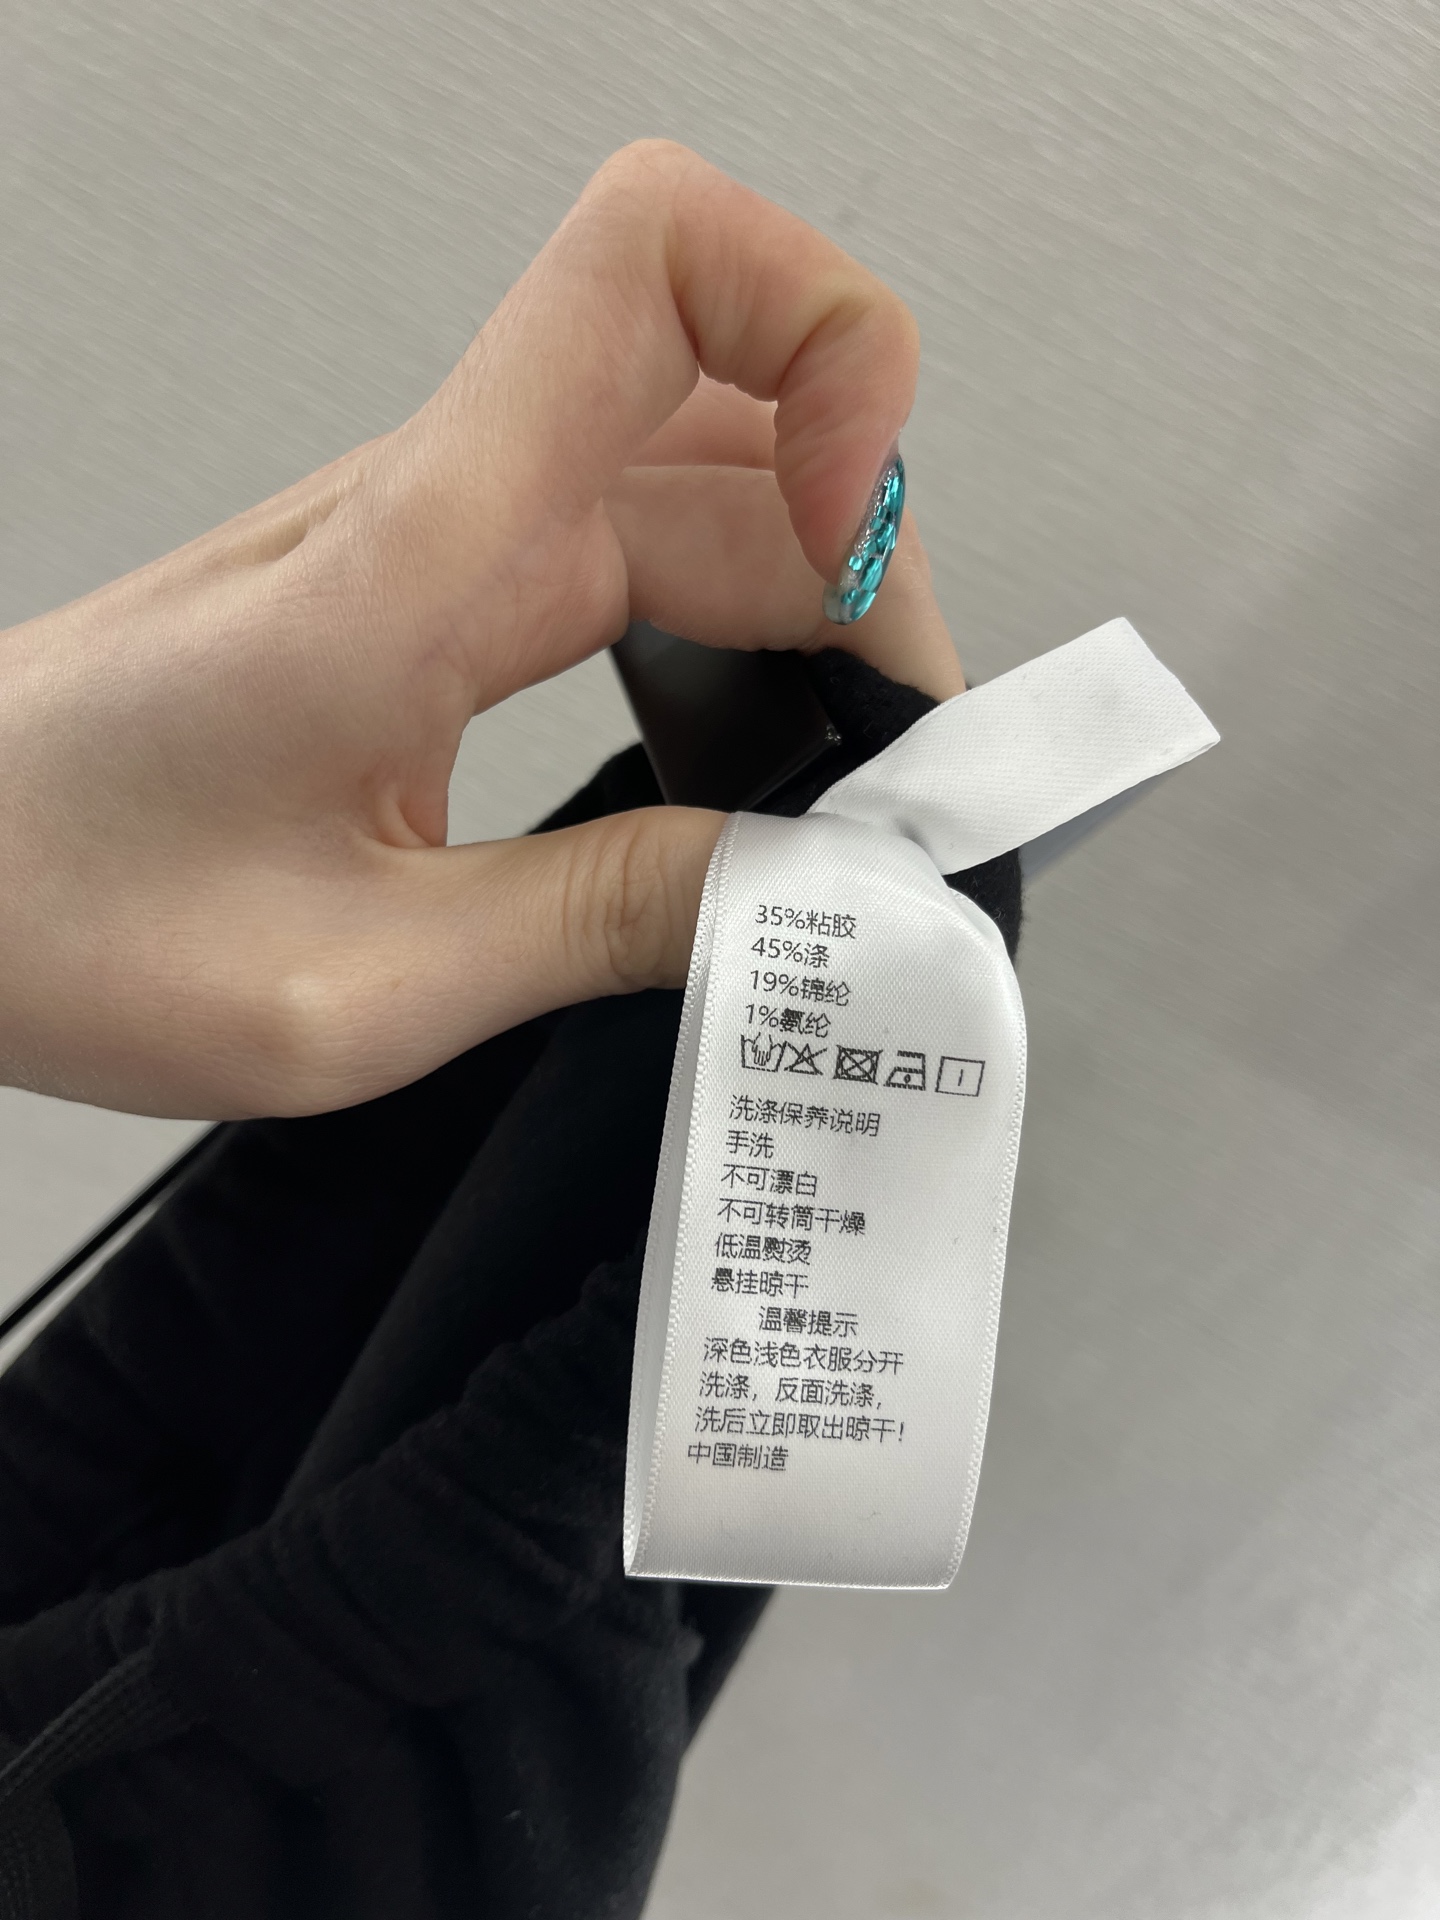 35%粘胶
45%涤
19%锦纶
1%氨纶
洗涤保养说明
手洗
不可漂白
不可转筒干燥
低温熨烫
悬挂晾干
温馨提示
深色浅色衣服分开
洗涤，反面洗涤，
洗后立即取出晾干！
中国制造